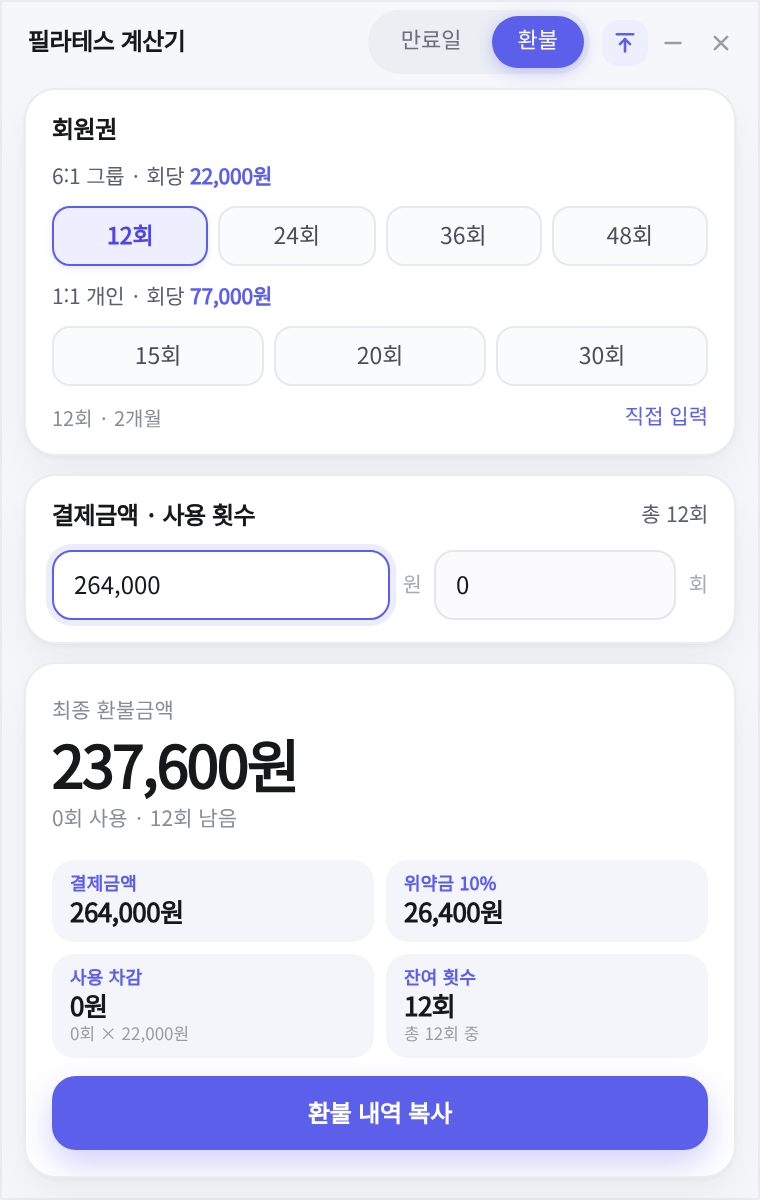 필라테스 계산기
만료일
환불
회원권
6:1 그룹 · 회당 22,000원
12회
24회
36회
48회
1:1 개인 · 회당 77,000원
15회
20회
30회
12회 · 2개월
직접 입력
결제금액 · 사용 횟수
총 12회
264,000
원
0
회
최종 환불금액
237,600원
0회 사용 · 12회 남음
결제금액
264,000원
위약금 10%
26,400원
사용 차감
0원
0회 × 22,000원
잔여 횟수
12회
총 12회 중
환불 내역 복사